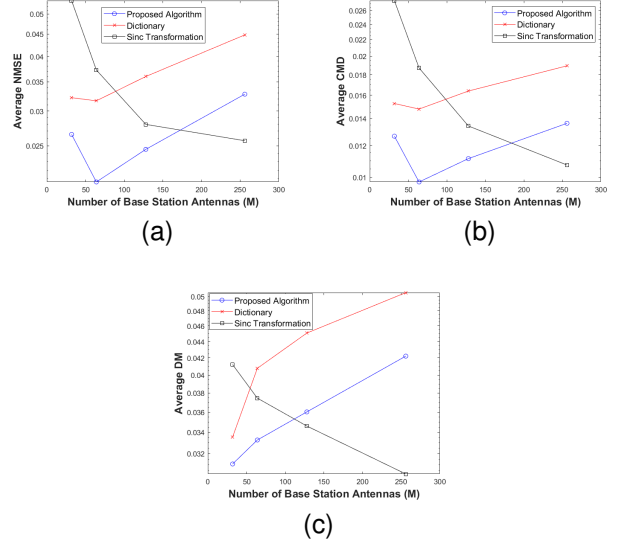 0.05
0.045
0.035
0.03
0.025
Average NMSE
Proposed Algorithm
Dictionary
Sinc Transformation
0 50 100 150 200 250 300
Number of Base Station Antennas (M)
(a)
0.026
0.024
0.022
0.02
0.018
0.016
0.014
0.012
0.01
Average CMD
Proposed Algorithm
Dictionary
Sinc Transformation
0 50 100 150 200 250 300
Number of Base Station Antennas (M)
(b)
0.05
0.048
0.046
0.044
0.042
0.04
0.038
0.036
0.034
0.032
Average DM
Proposed Algorithm
Dictionary
Sinc Transformation
0 50 100 150 200 250 300
Number of Base Station Antennas (M)
(c)